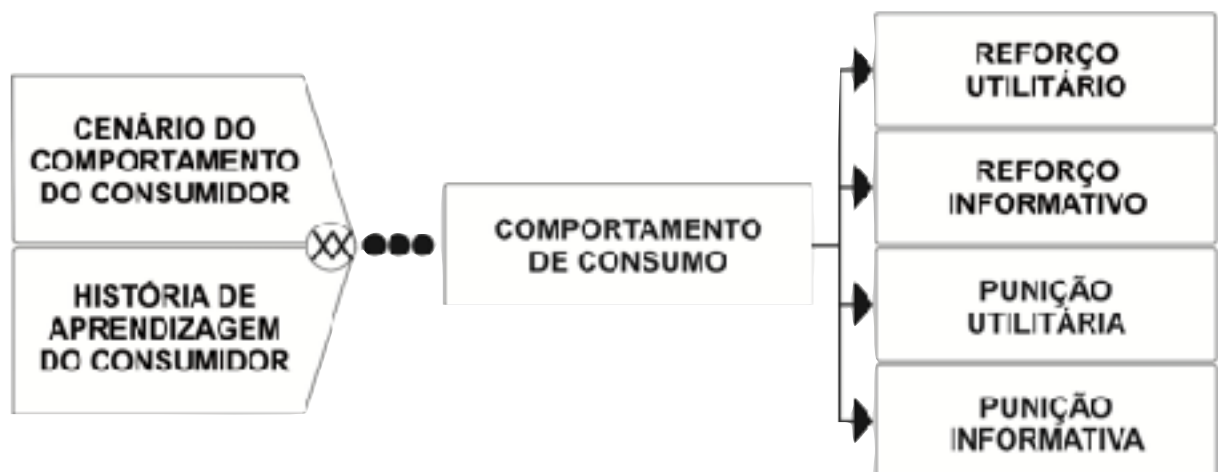 CENÁRIO DO
COMPORTAMENTO
DO CONSUMIDOR
HISTÓRIA DE
APRENDIZAGEM
DO CONSUMIDOR
XX
COMPORTAMENTO
DE CONSUMO
REFORÇO
UTILITÁRIO
REFORÇO
INFORMATIVO
PUNIÇÃO
UTILITÁRIA
PUNIÇÃO
INFORMATIVA